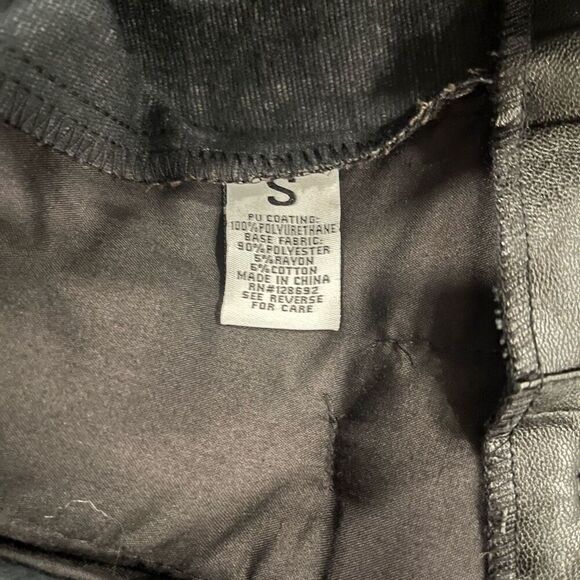 S
PU COATING:
100%POLYURETHANE
BASE FABRIC:
90%POLYESTER
5%RAYON
5%COTTON
MADE IN CHINA
RN#128692
SEE REVERSE
FOR CARE